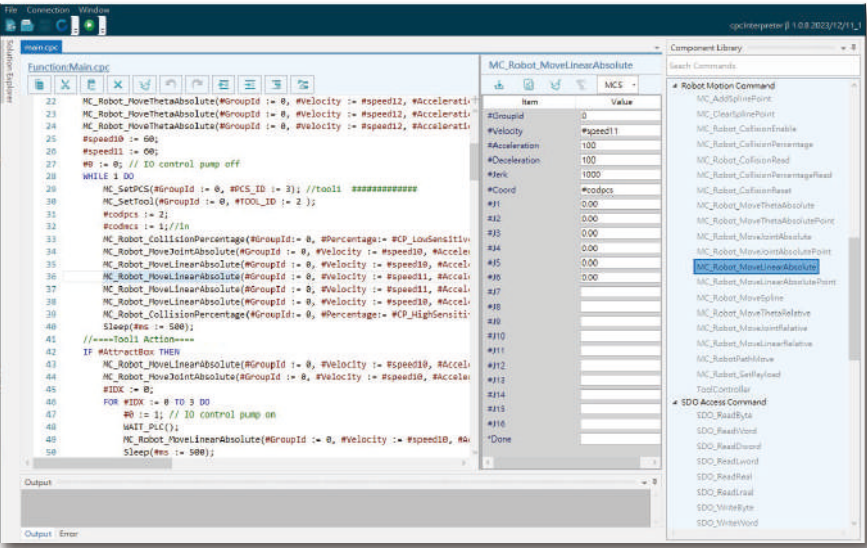 File Connection Window
cpcinterpreter β 1.0.8.2023/12/11_1
Solution Explorer
main.cpc
Function:Main.cpc
22 MC_Robot_MoveThetaAbsolute(#GroupId := 0, #Velocity := #speed12, #Accelerati
23 MC_Robot_MoveThetaAbsolute(#GroupId := 0, #Velocity := #speed12, #Accelerati
24 MC_Robot_MoveThetaAbsolute(#GroupId := 0, #Velocity := #speed12, #Accelerati
25 #speed10 := 60;
26 #speed11 := 60;
27 #0 := 0; // IO control pump off
28 WHILE 1 DO
29 MC_SetPCS(#GroupId := 0, #PCS_ID := 3); //tool1 #############
30 MC_SetTool(#GroupId := 0, #TOOL_ID := 2 );
31 #codpcs := 2;
32 #codmcs := 1;//in
33 MC_Robot_CollisionPercentage(#GroupId:= 0, #Percentage:= #CP_LowSensitiv
34 MC_Robot_MoveJointAbsolute(#GroupId := 0, #Velocity := #speed10, #Acceler
35 MC_Robot_MoveLinearAbsolute(#GroupId := 0, #Velocity := #speed10, #Accel
36 MC_Robot_MoveLinearAbsolute(#GroupId := 0, #Velocity := #speed11, #Accel
37 MC_Robot_MoveLinearAbsolute(#GroupId := 0, #Velocity := #speed11, #Accel
38 MC_Robot_MoveLinearAbsolute(#GroupId := 0, #Velocity := #speed10, #Accel
39 MC_Robot_CollisionPercentage(#GroupId:= 0, #Percentage:= #CP_HighSensiti
40 Sleep(#ms := 500);
41 //====Tool1 Action====
42 IF #AttractBox THEN
43 MC_Robot_MoveLinearAbsolute(#GroupId := 0, #Velocity := #speed10, #Accel
44 MC_Robot_MoveJointAbsolute(#GroupId := 0, #Velocity := #speed10, #Acceler
45 #IDX := 0;
46 FOR #IDX := 0 TO 3 DO
47 #0 := 1; // IO control pump on
48 WAIT_PLC();
49 MC_Robot_MoveLinearAbsolute(#GroupId := 0, #Velocity := #speed10, #Ac
50 Sleep(#ms := 500);
MC_Robot_MoveLinearAbsolute
MCS
Item Value
#GroupId 0
#Velocity #speed11
#Acceleration 100
#Deceleration 100
#Jerk 1000
#Coord #codpcs
#J1 0.00
#J2 0.00
#J3 0.00
#J4 0.00
#J5 0.00
#J6 0.00
#J7
#J8
#J9
#J10
#J11
#J12
#J13
#J14
#J15
#J16
*Done
Component Library
Seach Commands
Robot Motion Command
MC_AddSplinePoint
MC_ClearSplinePoint
MC_Robot_CollisionEnable
MC_Robot_CollisionPercentage
MC_Robot_CollisionRead
MC_Robot_CollisionPercentageRead
MC_Robot_CollisionReset
MC_Robot_MoveThetaAbsolute
MC_Robot_MoveThetaAbsolutePoint
MC_Robot_MoveJointAbsolute
MC_Robot_MoveJointAbsolutePoint
MC_Robot_MoveLinearAbsolute
MC_Robot_MoveLinearAbsolutePoint
MC_Robot_MoveSpline
MC_Robot_MoveThetaRelative
MC_Robot_MoveJointRelative
MC_Robot_MoveLinearRelative
MC_RobotPathMove
MC_Robot_SetPayload
ToolController
SDO Access Command
SDO_ReadByte
SDO_ReadWord
SDO_ReadDword
SDO_ReadLword
SDO_ReadReal
SDO_ReadLreal
SDO_WriteByte
SDO_WriteWord
Output
Output Error